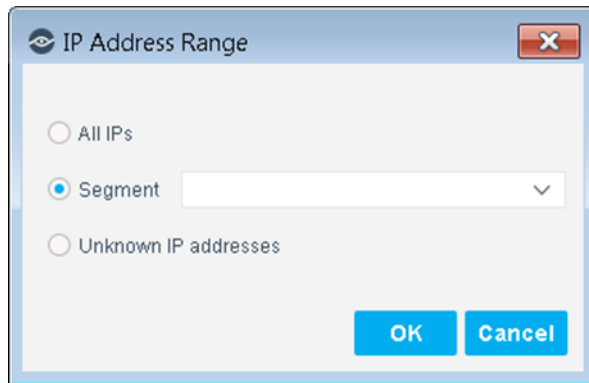 IP Address Range
All IPs
Segment
Unknown IP addresses
OK Cancel